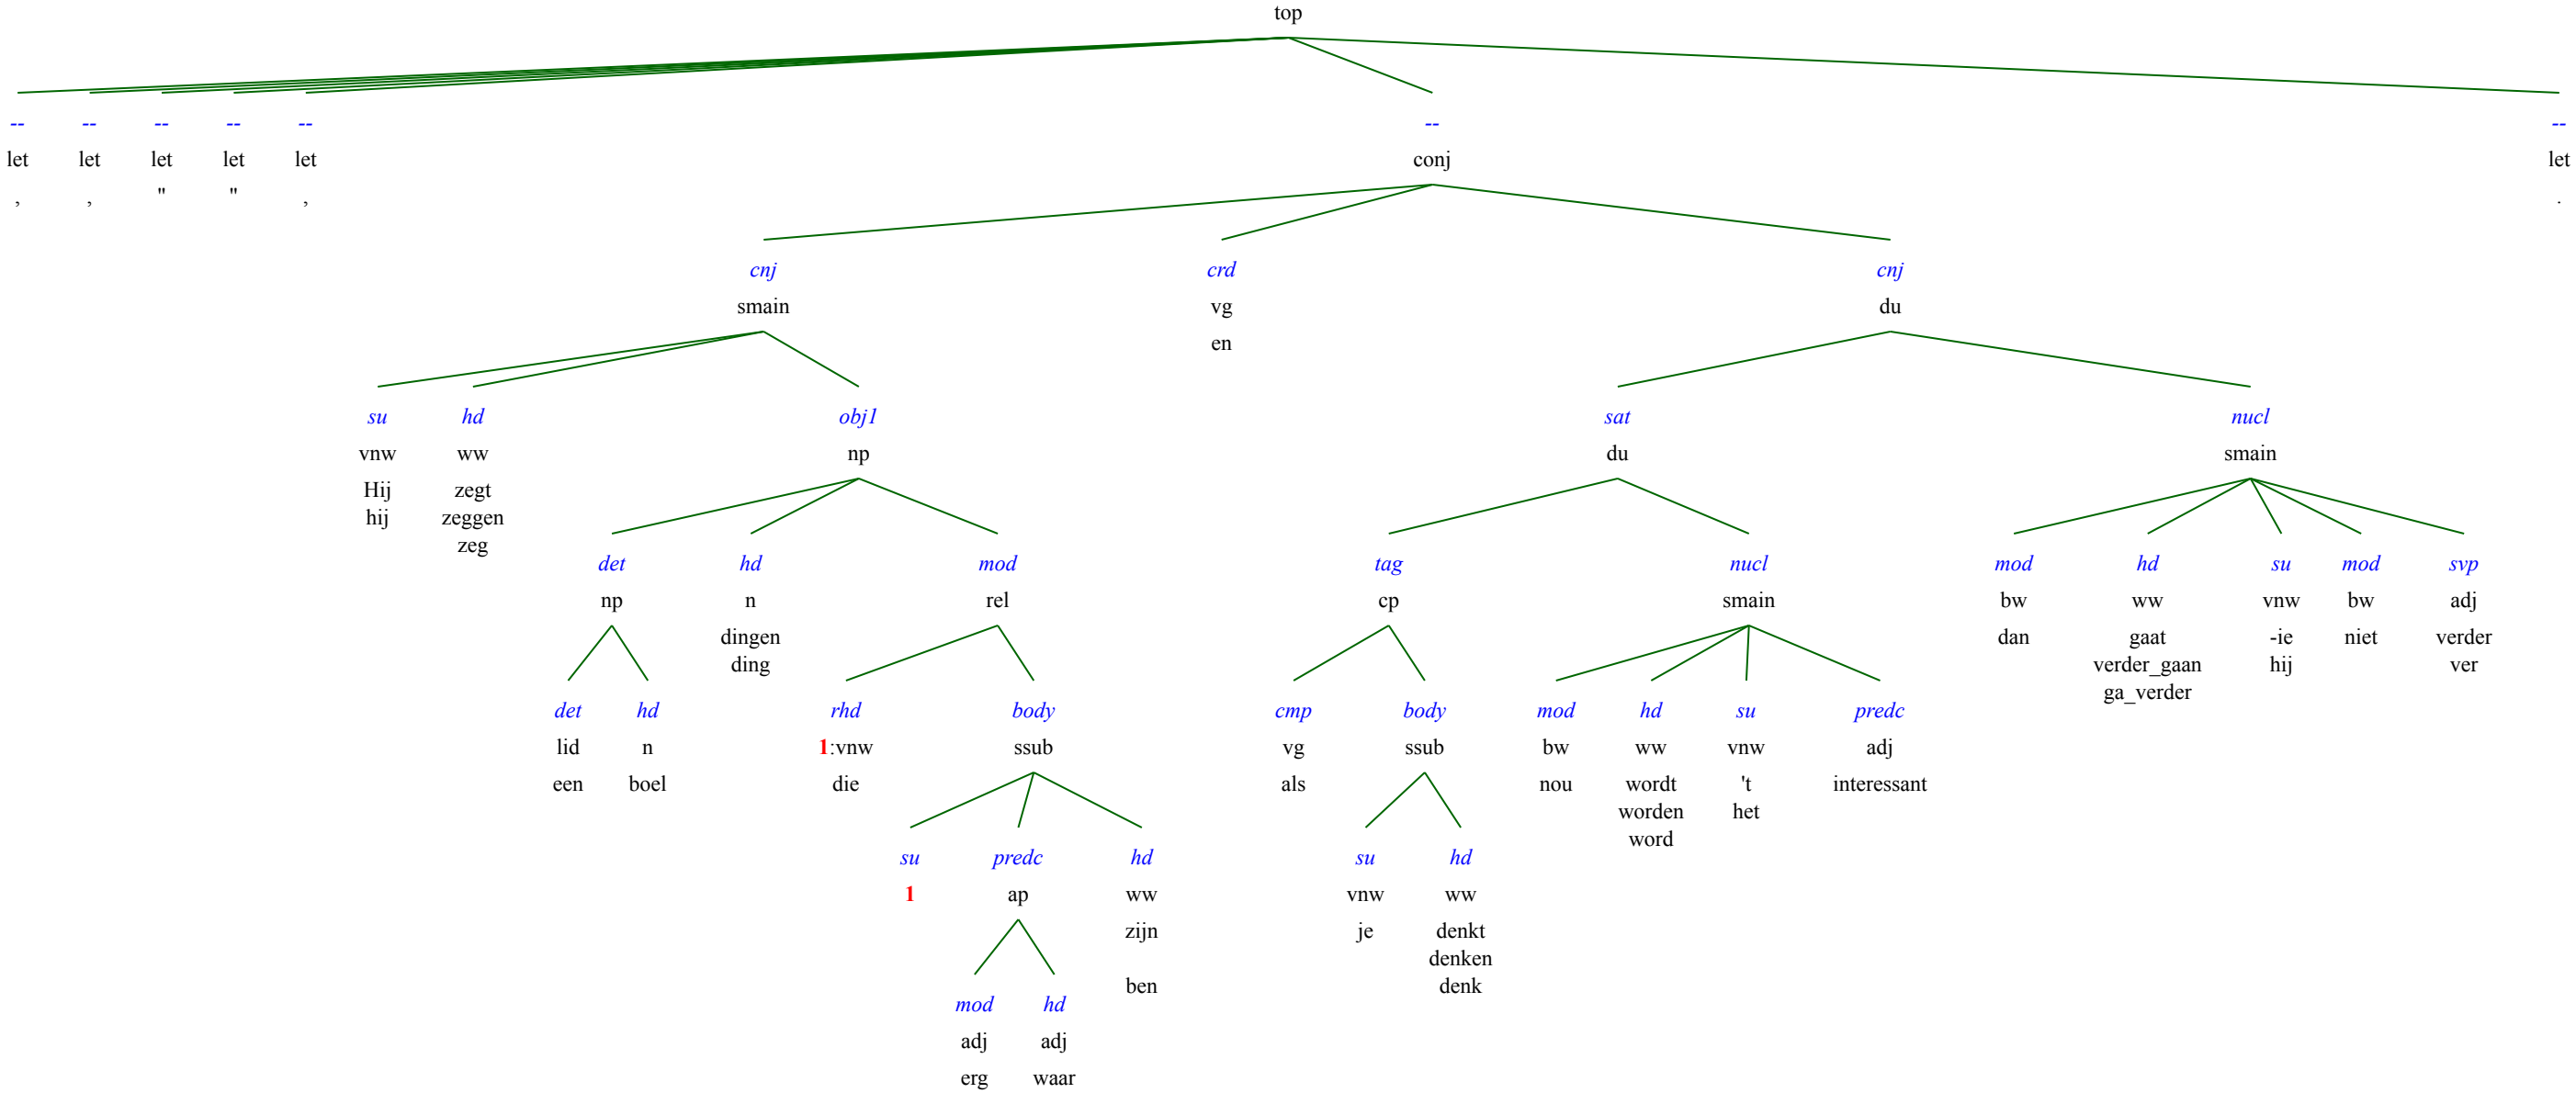 top
-- -- -- -- -- -- --
let let let let let conj let
, , " " , .
cnj crd cnj
smain vg du
en
su hd obj1 sat nucl
vnw ww np du smain
Hij zegt
hij zeggen
zeg
det hd mod tag nucl mod hd su mod svp
np n rel cp smain bw ww vnw bw adj
dingen dan gaat -ie niet verder
ding verder_gaan hij ver
ga_verder
det hd rhd body cmp body mod hd su predc
lid n 1:vnw ssub vg ssub bw ww vnw adj
een boel die als nou wordt 't interessant
worden het
word
su predc hd su hd
1 ap ww vnw ww
zijn je denkt
denken
ben denk
mod hd
adj adj
erg waar